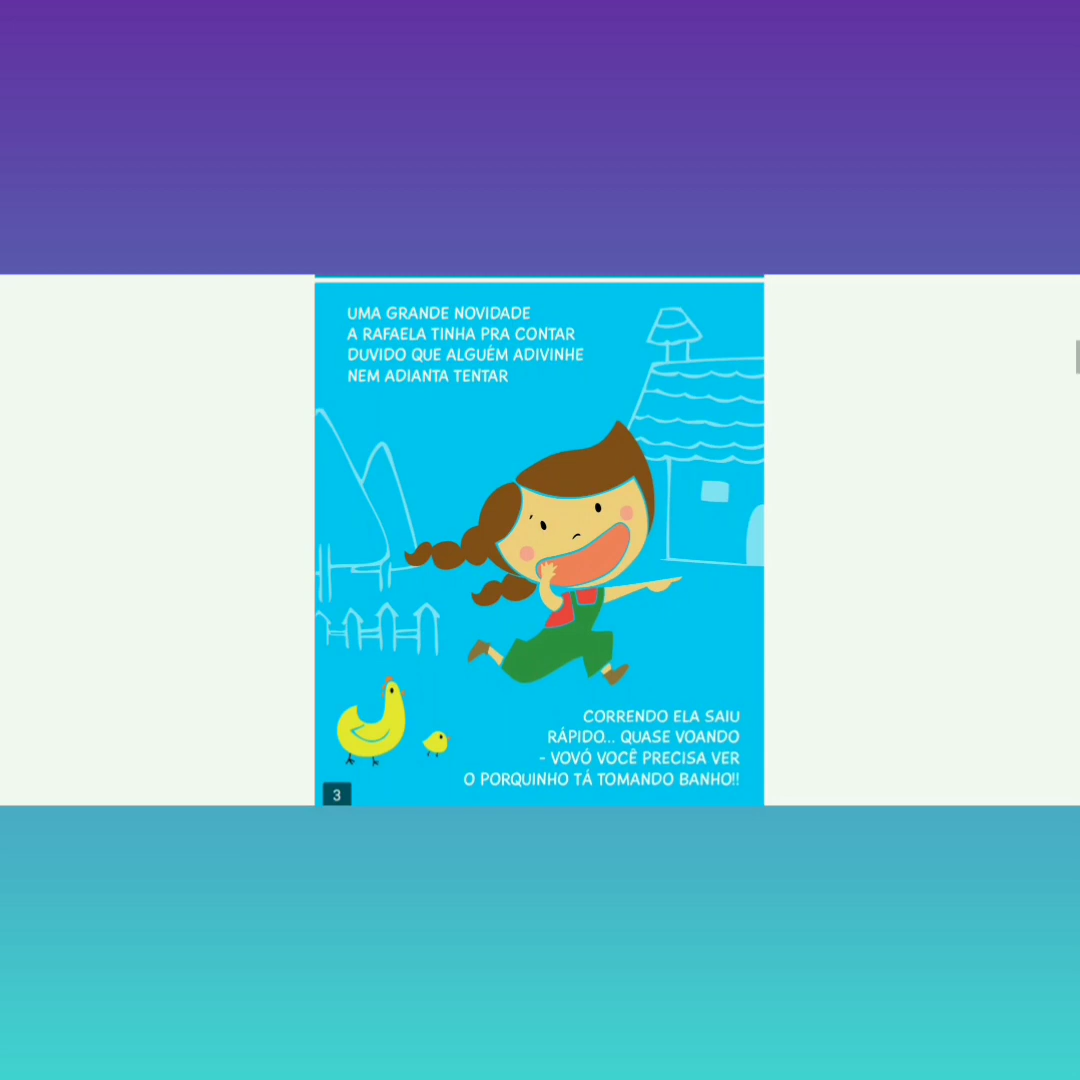 UMA GRANDE NOVIDADE
A RAFAELA TINHA PRA CONTAR
DUVIDO QUE ALGUÉM ADIVINHE
NEM ADIANTA TENTAR
CORRENDO ELA SAIU
RÁPIDO... QUASE VOANDO
- VOVÓ VOCÊ PRECISA VER
O PORQUINHO TÁ TOMANDO BANHO!!
3